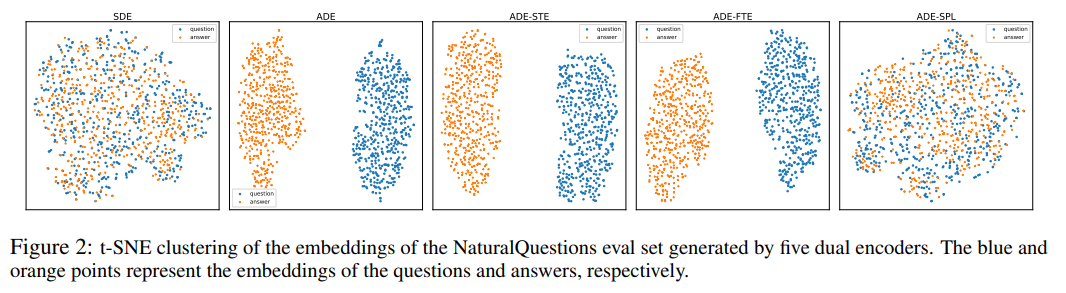 SDE
question
answer
ADE
question
answer
ADE-STE
question
answer
ADE-FTE
question
answer
ADE-SPL
question
answer
Figure 2: t-SNE clustering of the embeddings of the NaturalQuestions eval set generated by five dual encoders. The blue and
orange points represent the embeddings of the questions and answers, respectively.